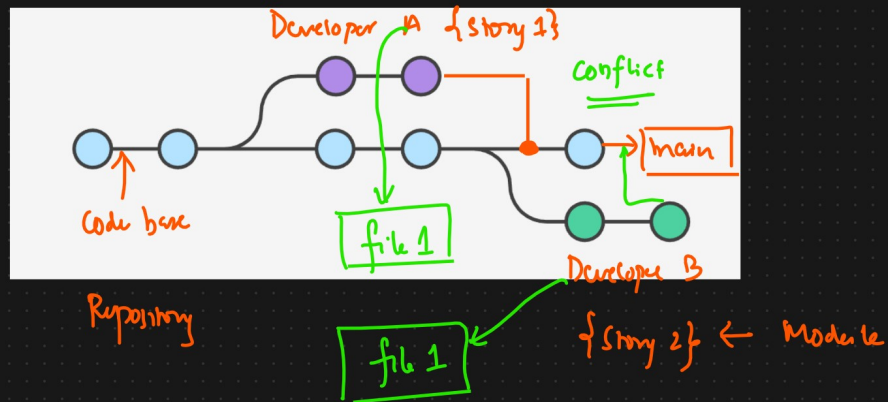 Developer A {Story 1}
Conflict
main
Code base
file 1
Developer B
Repository
{Story 2} ← Module
file 1